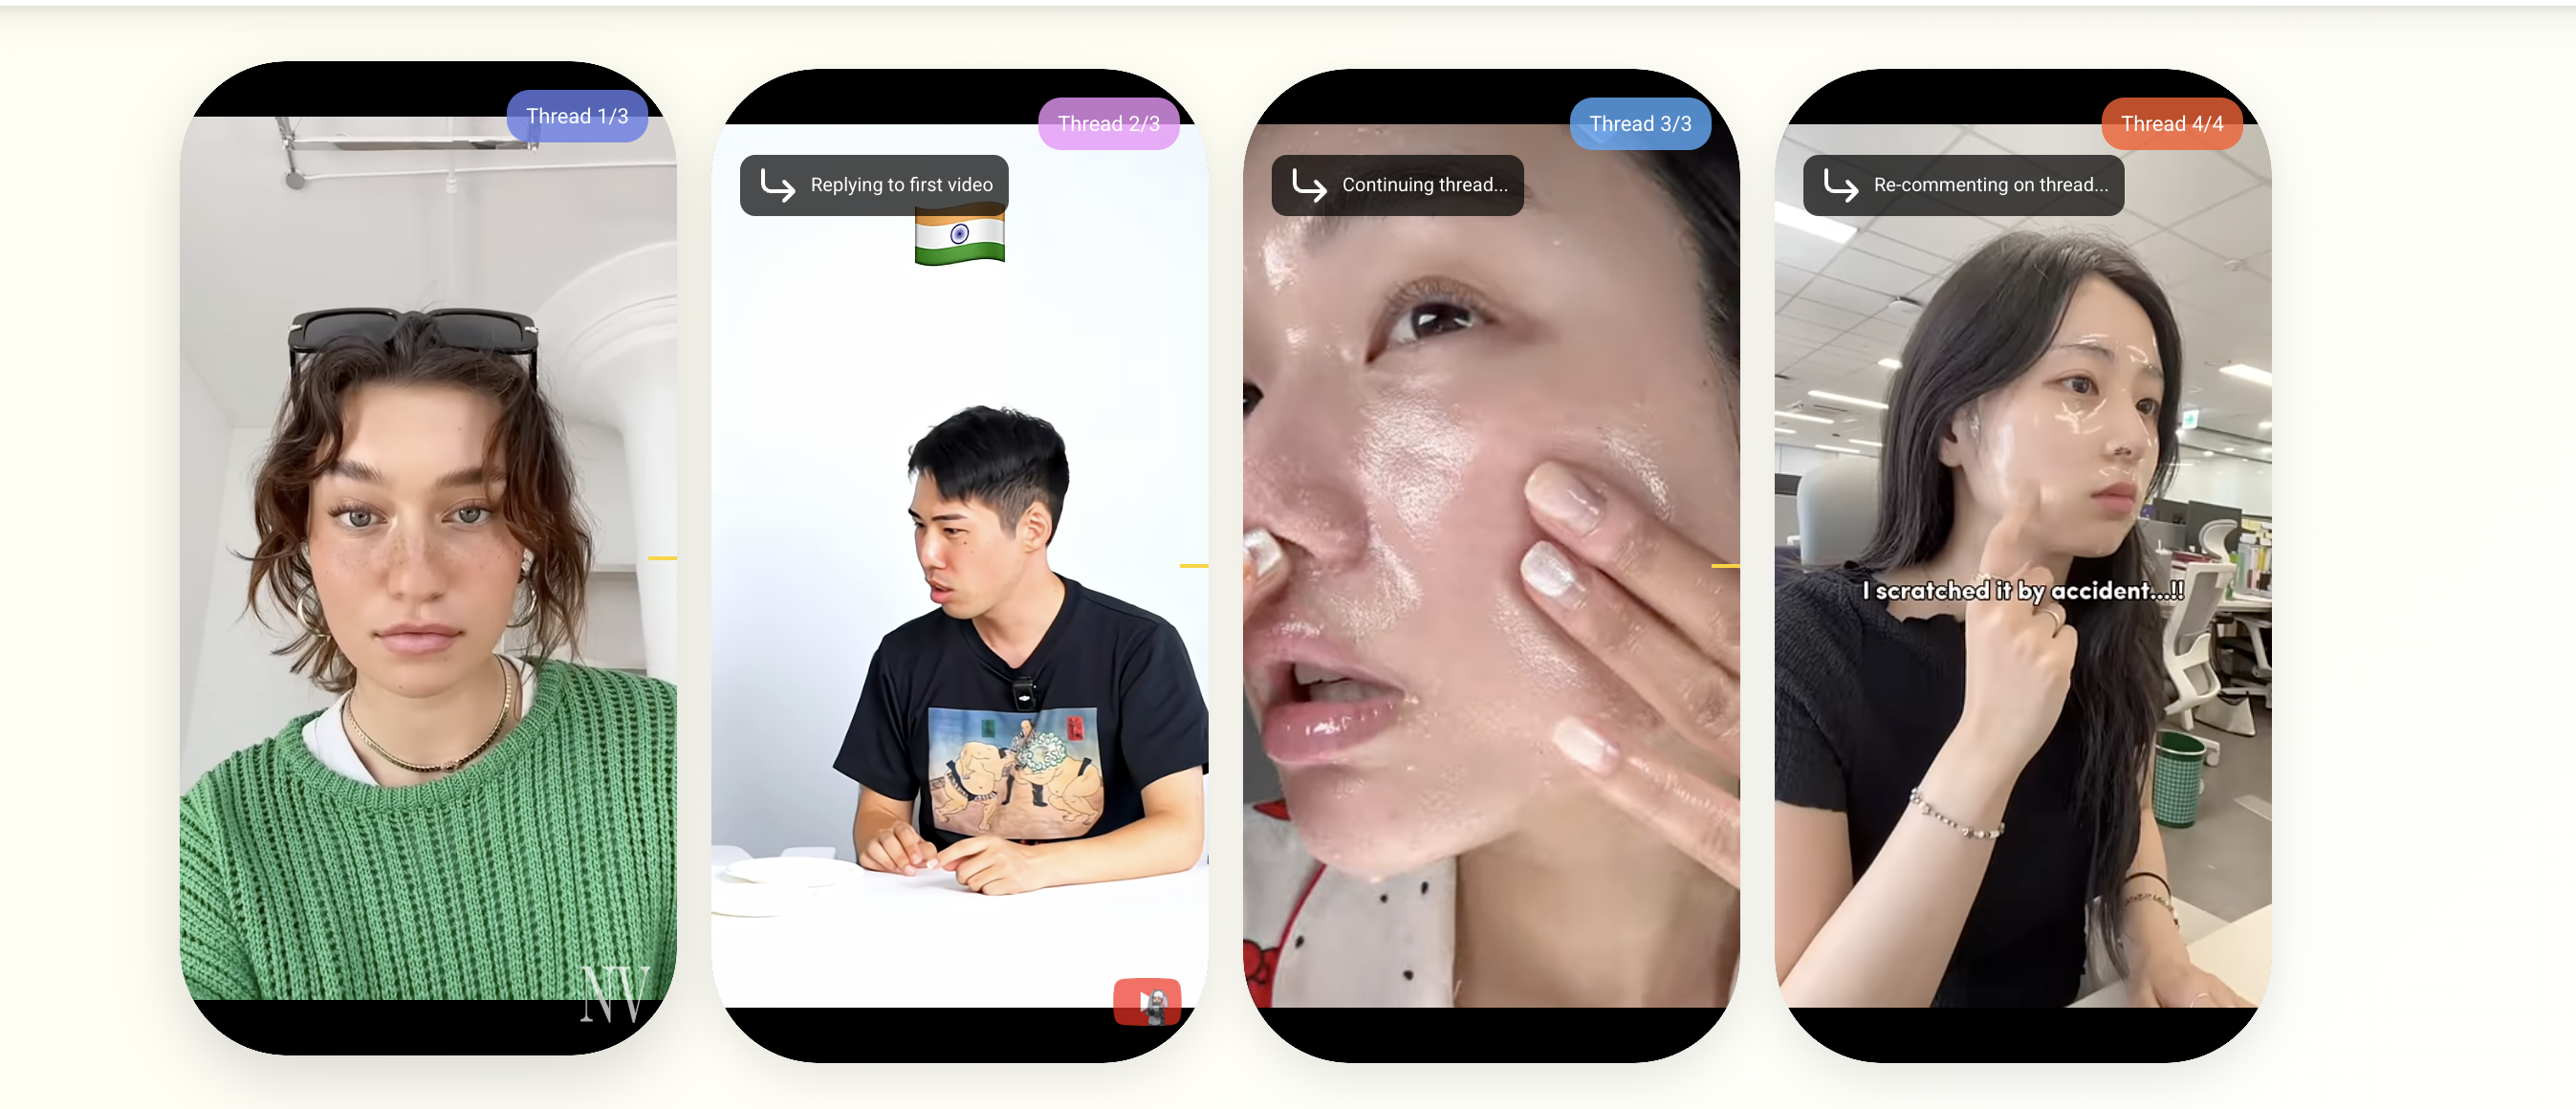 Thread 1/3
NV
Thread 2/3
Replying to first video
Thread 3/3
Continuing thread...
Thread 4/4
Re-commenting on thread...
I scratched it by accident...!!